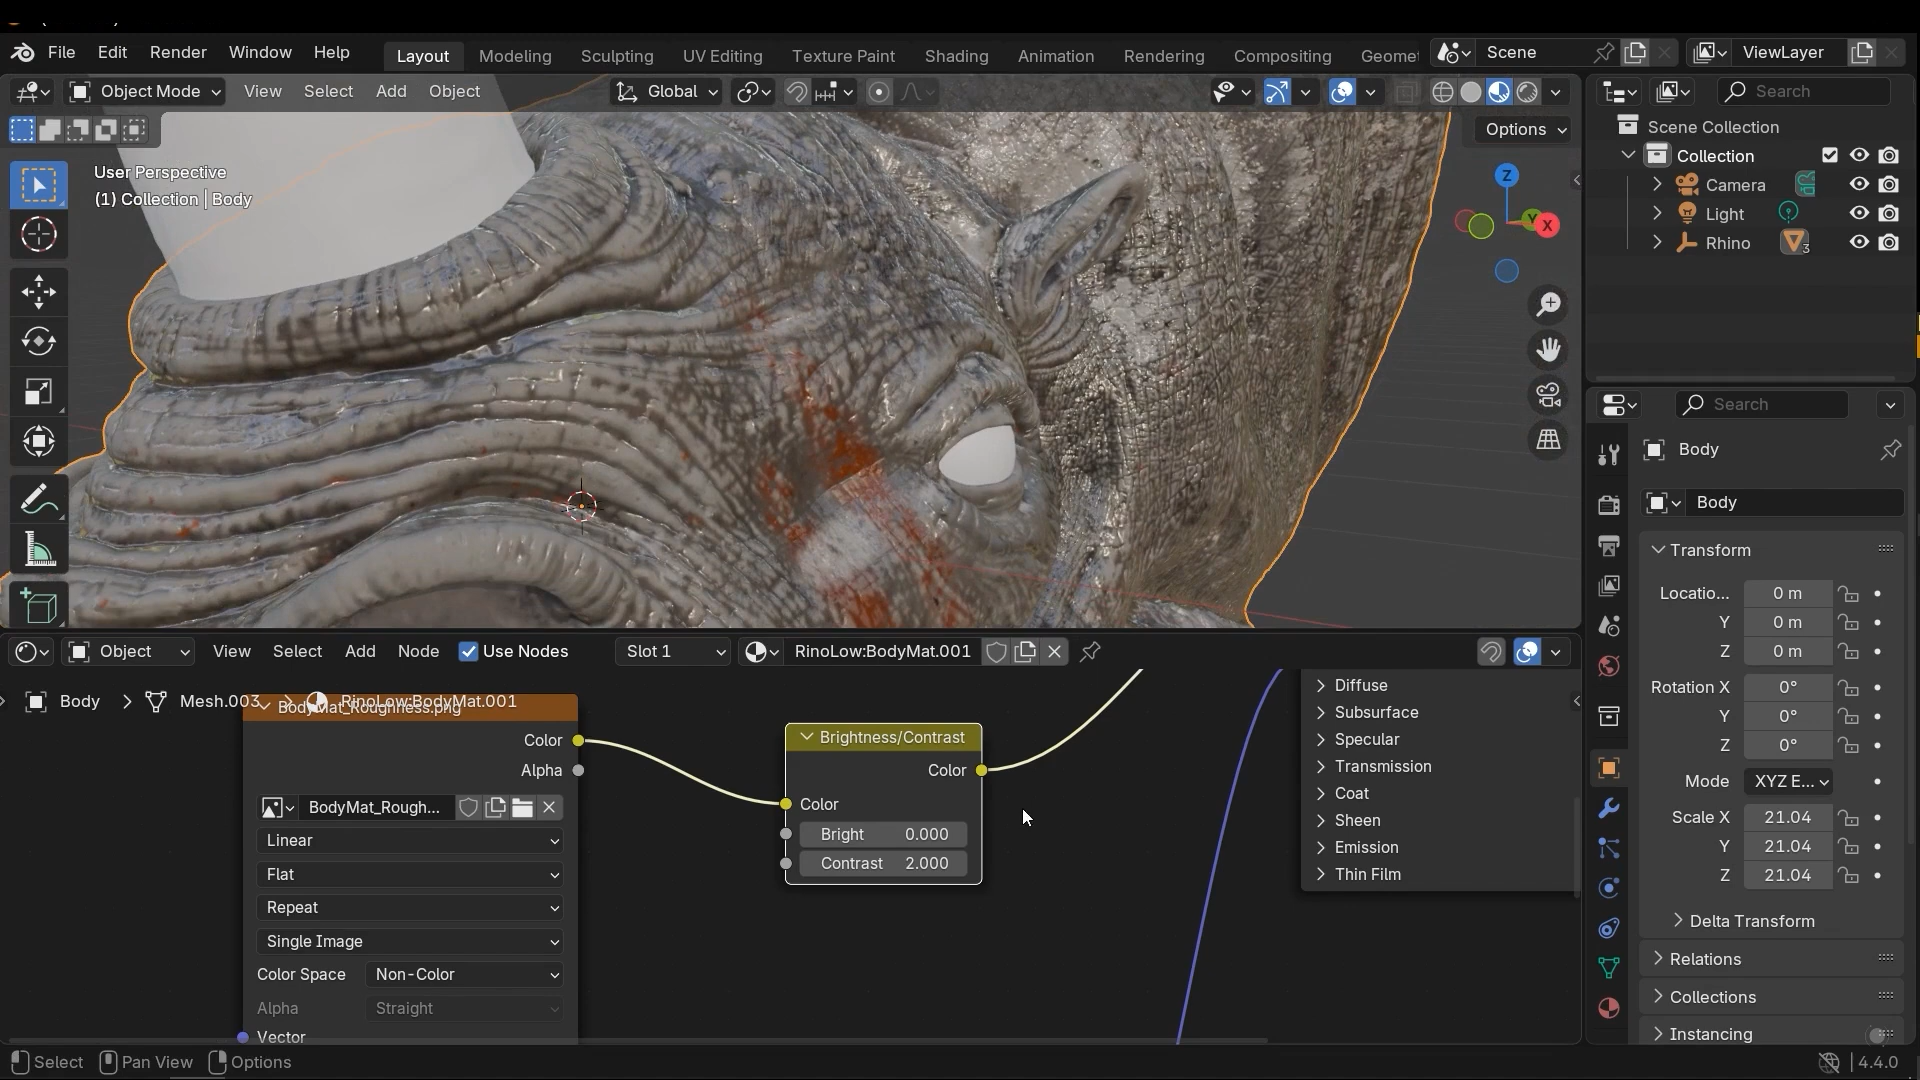 File Edit Render Window Help Layout Modeling Sculpting UV Editing Texture Paint Shading Animation Rendering Compositing Geomet Scene ViewLayer
Object Mode View Select Add Object Global Search
Options
Scene Collection
Collection
Camera
Light
Rhino 3
User Perspective
(1) Collection | Body
Z
Y
X
Search
Body
Body
Transform
Locatio... 0 m
Y 0 m
Z 0 m
Rotation X 0°
Y 0°
Z 0°
Mode XYZ E...
Scale X 21.04
Y 21.04
Z 21.04
Delta Transform
Relations
Collections
Instancing
Object View Select Add Node Use Nodes Slot 1 RinoLow:BodyMat.001
Body > Mesh.003 > RinoLow:BodyMat.001
BodyMat_Roughness.png
Color
Alpha
BodyMat_Rough...
Linear
Flat
Repeat
Single Image
Color Space Non-Color
Alpha Straight
Vector
Brightness/Contrast
Color
Color
Bright 0.000
Contrast 2.000
Diffuse
Subsurface
Specular
Transmission
Coat
Sheen
Emission
Thin Film
Select Pan View Options 4.4.0